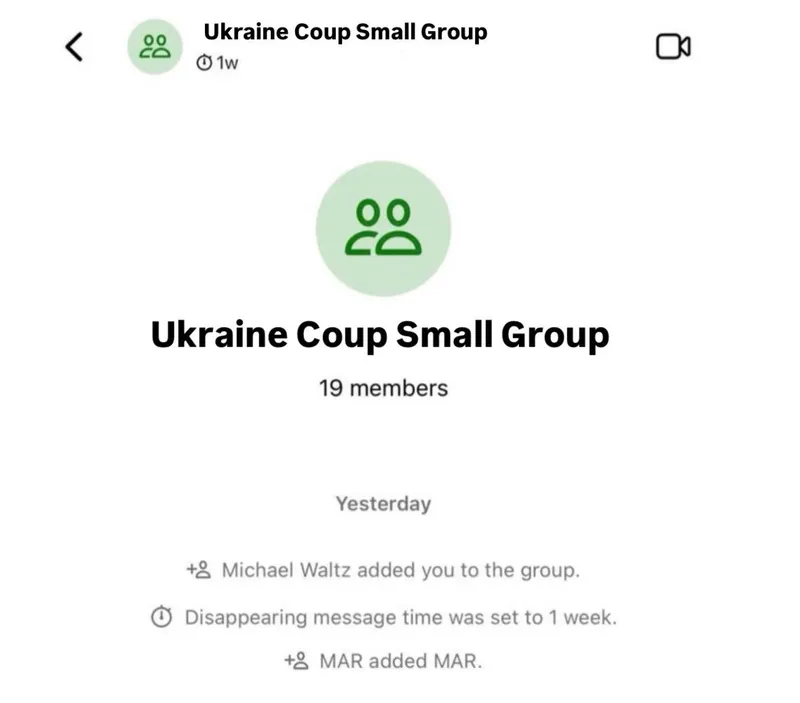 Ukraine Coup Small Group
1w
Ukraine Coup Small Group
19 members
Yesterday
Michael Waltz added you to the group.
Disappearing message time was set to 1 week.
MAR added MAR.